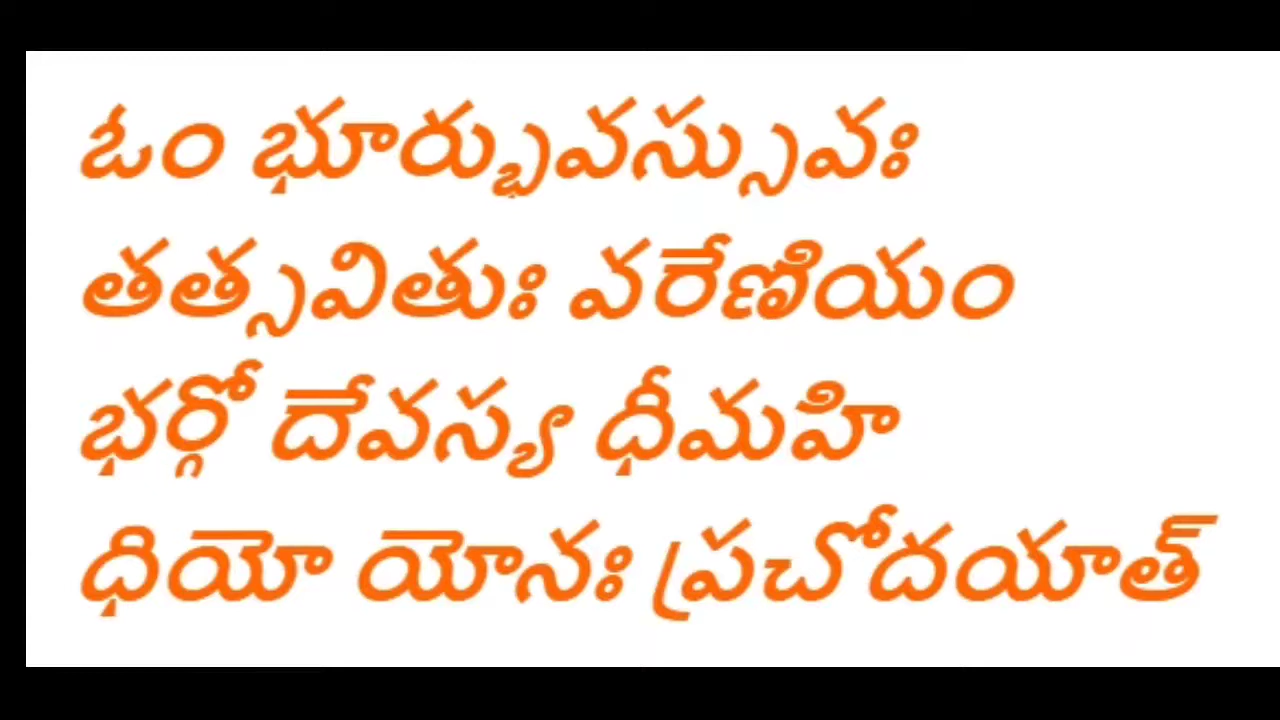 ఓం భూర్భువస్సువః
తత్సవితుః వరేణియం
భర్గో దేవస్య ధీమహి
ధియో యోనః ప్రచోదయాత్